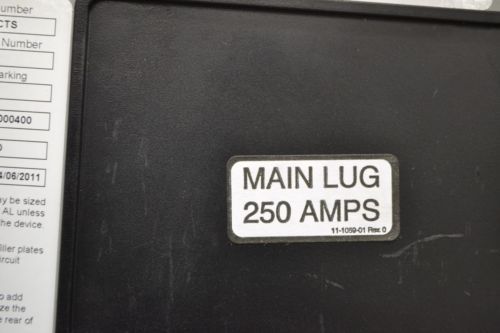 umber
CTS
Number
arking
000400
4/06/2011
ay be sized
AL unless
he device.
iller plates
ircuit
o add
ze the
e rear of
MAIN LUG
250 AMPS
11-1059-01 Rev. 0